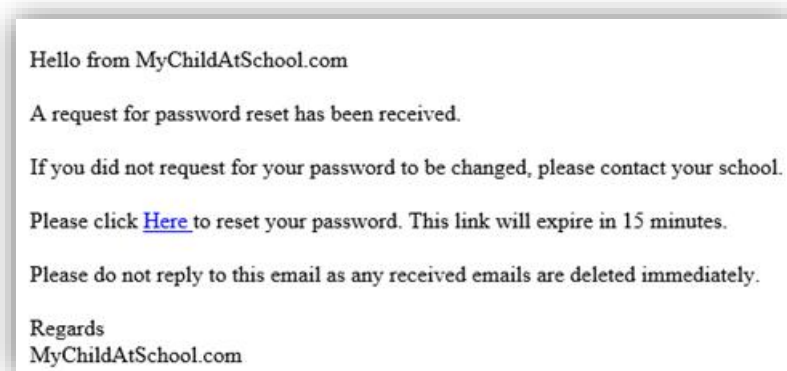 Hello from MyChildAtSchool.com
A request for password reset has been received.
If you did not request for your password to be changed, please contact your school.
Please click Here to reset your password. This link will expire in 15 minutes.
Please do not reply to this email as any received emails are deleted immediately.
Regards
MyChildAtSchool.com